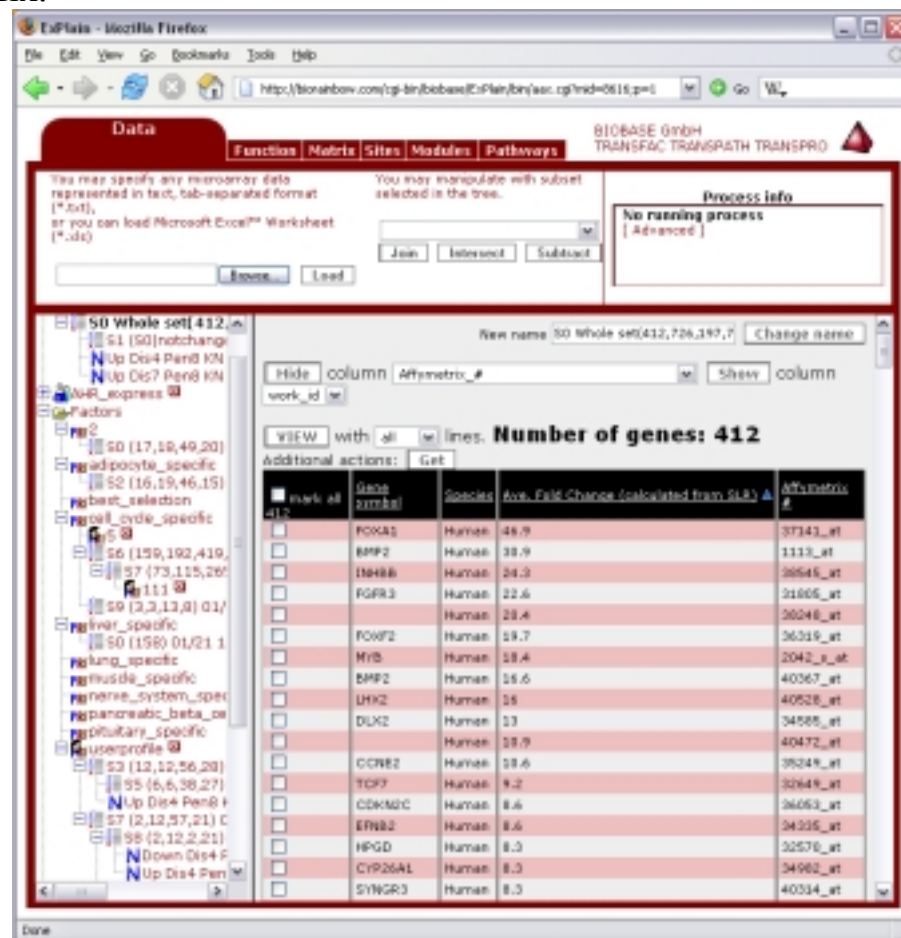 ExPlain - Mozilla Firefox
File Edit View Go Bookmarks Tools Help
http://bionainbow.com/cgi-bin/biobase/ExPlain/bin/aac.cgi?nid=8616;p=1 Go
Data
Function Matrix Sites Modules Pathways
BIOBASE GmbH
TRANSFAC TRANSPATH TRANSPRO
You may specify any microarray data
represented in text, tab-separated format
(*.txt),
or you can load Microsoft Excel™ Worksheet
(*.xls)
Browse... Load
You may manipulate with subset
selected in the tree.
Join Intersect Subtract
Process info
No running process
[ Advanced ]
S0 Whole set(412,
S1 (S0)notchange
Up Dis4 Pen8 KN
Up Dis7 Pen8 KN
AHR_express
Factors
2
S0 (17,18,49,20)
adipocyte_specific
S2 (16,19,46,15)
best_selection
cell_cycle_specific
5
S6 (159,192,419,
S7 (73,115,265
111
S9 (3,3,13,8) 01/
liver_specific
S0 (158) 01/21 1
lung_specific
muscle_specific
nerve_system_spec
pancreatic_beta_ce
pituitary_specific
userprofile
S3 (12,12,56,28)
S5 (6,6,38,27)
Up Dis4 Pen8 K
S7 (2,12,57,21) C
S8 (2,12,2,21)
Down Dis4 P
Up Dis4 Pen
New name S0 Whole set(412,726,197,7 Change name
Hide column Affymetrix_# Show column
work_id
VIEW with all lines. Number of genes: 412
Additional actions: Get
mark all 412 Gene symbol Species Ave. Fold Change (calculated from SLR) Affymetrix #
FOXA1 Human 46.9 37141_at
BMP2 Human 30.9 1113_at
INHBB Human 24.3 38545_at
FGFR3 Human 22.6 31805_at
Human 20.4 38248_at
FOXF2 Human 19.7 36319_at
MYB Human 18.4 2042_s_at
BMP2 Human 16.6 40367_at
LHX2 Human 16 40528_at
DLX2 Human 13 34585_at
Human 10.9 40472_at
CCNE2 Human 10.6 35249_at
TCF7 Human 9.2 32649_at
CDKN2C Human 8.6 36053_at
EFNB2 Human 8.6 34335_at
HPGD Human 8.3 32570_at
CYP26A1 Human 8.3 34982_at
SYNGR3 Human 8.3 40314_at
Done